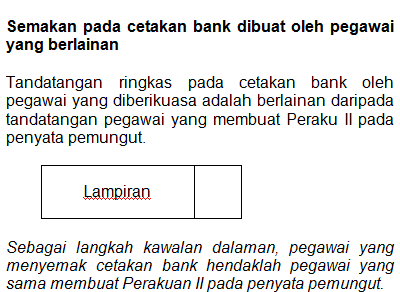 Semakan pada cetakan bank dibuat oleh pegawai
yang berlainan
Tandatangan ringkas pada cetakan bank oleh
pegawai yang diberikuasa adalah berlainan daripada
tandatangan pegawai yang membuat Peraku II pada
penyata pemungut.
Lampiran
Sebagai langkah kawalan dalaman, pegawai yang
menyemak cetakan bank hendaklah pegawai yang
sama membuat Perakuan II pada penyata pemungut.